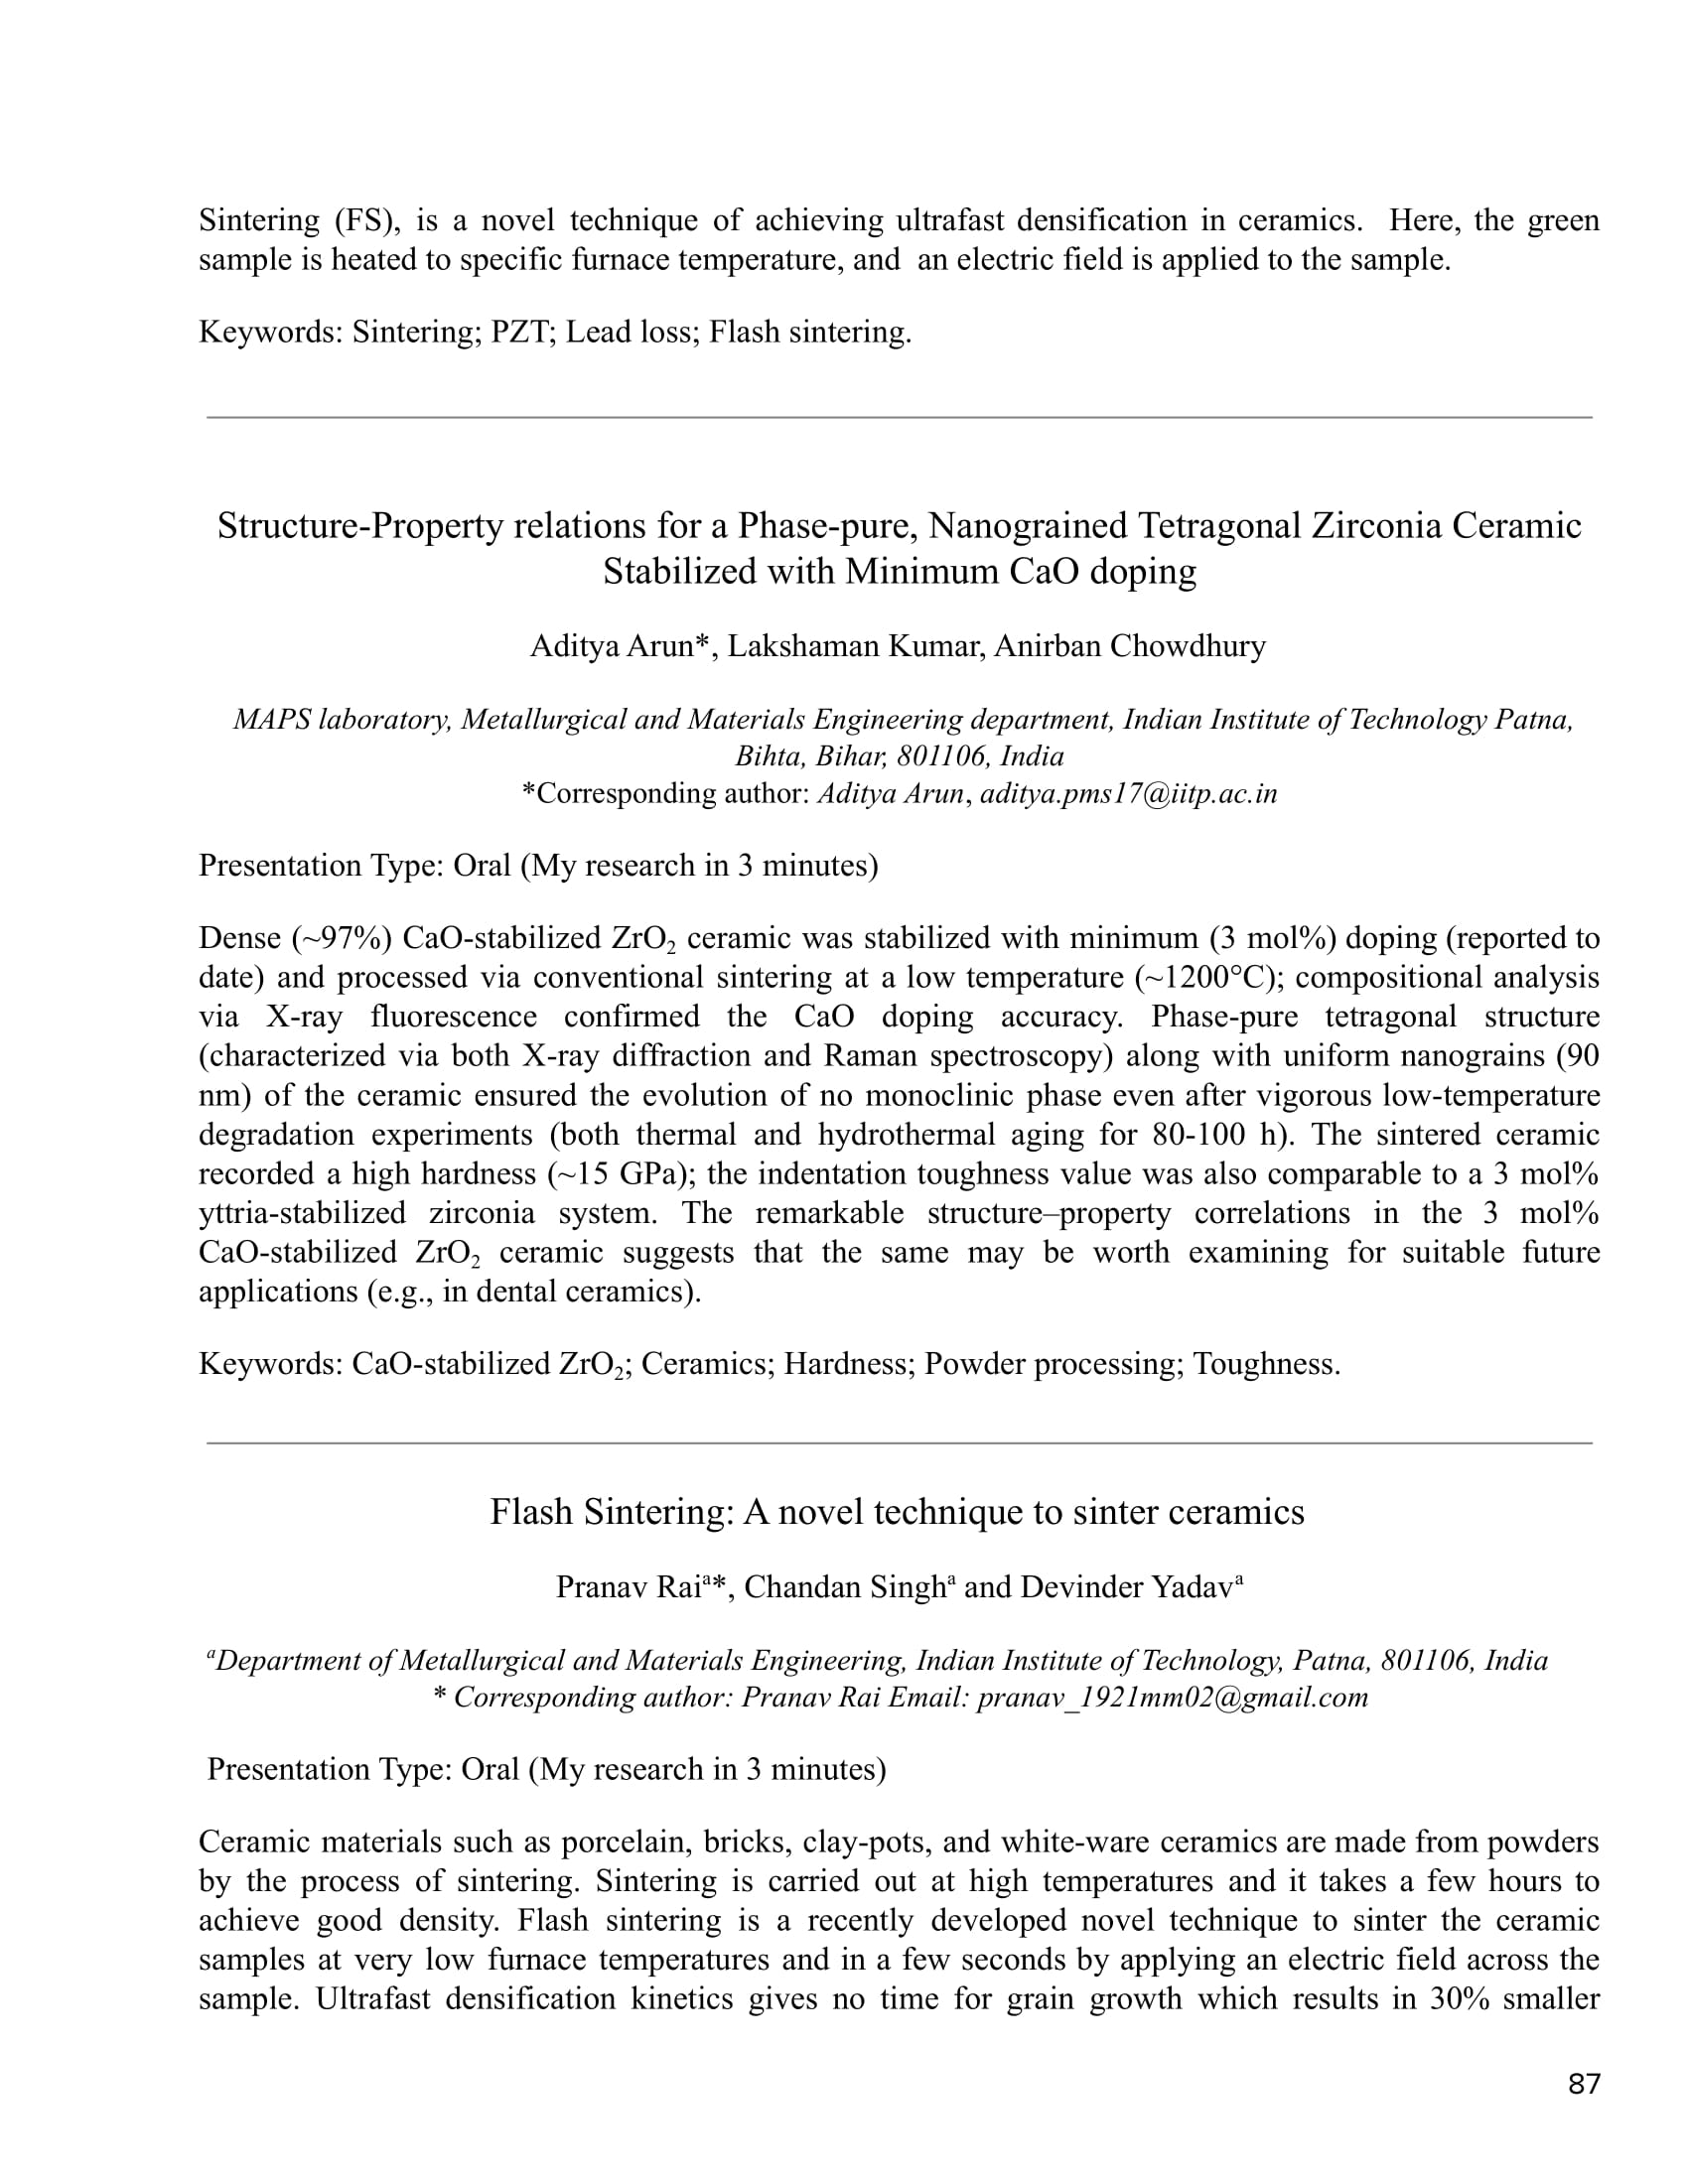 Sintering (FS), is a novel technique of achieving ultrafast densification in ceramics.  Here, the green
sample is heated to specific furnace temperature, and  an electric field is applied to the sample.
Keywords: Sintering; PZT; Lead loss; Flash sintering.
Structure-Property relations for a Phase-pure, Nanograined Tetragonal Zirconia Ceramic
Stabilized with Minimum CaO doping
Aditya Arun*, Lakshaman Kumar, Anirban Chowdhury
MAPS laboratory, Metallurgical and Materials Engineering department, Indian Institute of Technology Patna,
Bihta, Bihar, 801106, India
*Corresponding author: Aditya Arun, aditya.pms17@iitp.ac.in
Presentation Type: Oral (My research in 3 minutes)
Dense (~97%) CaO-stabilized ZrO₂ ceramic was stabilized with minimum (3 mol%) doping (reported to
date) and processed via conventional sintering at a low temperature (~1200°C); compositional analysis
via X-ray fluorescence confirmed the CaO doping accuracy. Phase-pure tetragonal structure
(characterized via both X-ray diffraction and Raman spectroscopy) along with uniform nanograins (90
nm) of the ceramic ensured the evolution of no monoclinic phase even after vigorous low-temperature
degradation experiments (both thermal and hydrothermal aging for 80-100 h). The sintered ceramic
recorded a high hardness (~15 GPa); the indentation toughness value was also comparable to a 3 mol%
yttria-stabilized zirconia system. The remarkable structure–property correlations in the 3 mol%
CaO-stabilized ZrO₂ ceramic suggests that the same may be worth examining for suitable future
applications (e.g., in dental ceramics).
Keywords: CaO-stabilized ZrO₂; Ceramics; Hardness; Powder processing; Toughness.
Flash Sintering: A novel technique to sinter ceramics
Pranav Raiᵃ*, Chandan Singhᵃ and Devinder Yadavᵃ
ᵃDepartment of Metallurgical and Materials Engineering, Indian Institute of Technology, Patna, 801106, India
* Corresponding author: Pranav Rai Email: pranav_1921mm02@gmail.com
Presentation Type: Oral (My research in 3 minutes)
Ceramic materials such as porcelain, bricks, clay-pots, and white-ware ceramics are made from powders
by the process of sintering. Sintering is carried out at high temperatures and it takes a few hours to
achieve good density. Flash sintering is a recently developed novel technique to sinter the ceramic
samples at very low furnace temperatures and in a few seconds by applying an electric field across the
sample. Ultrafast densification kinetics gives no time for grain growth which results in 30% smaller
87